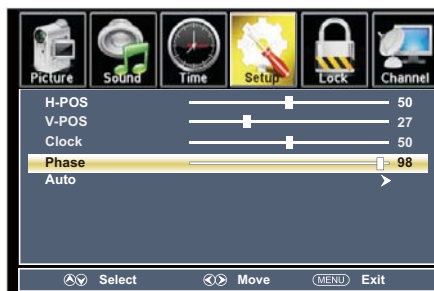 Picture Sound Time Setup Lock Channel
H-POS 50
V-POS 27
Clock 50
Phase 98
Auto
Select Move MENU Exit